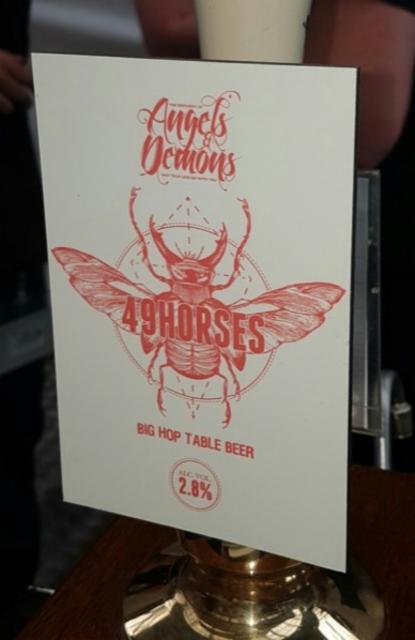 Angels
&
Demons
49HORSES
BIG HOP TABLE BEER
ALC. VOL.
2.8%